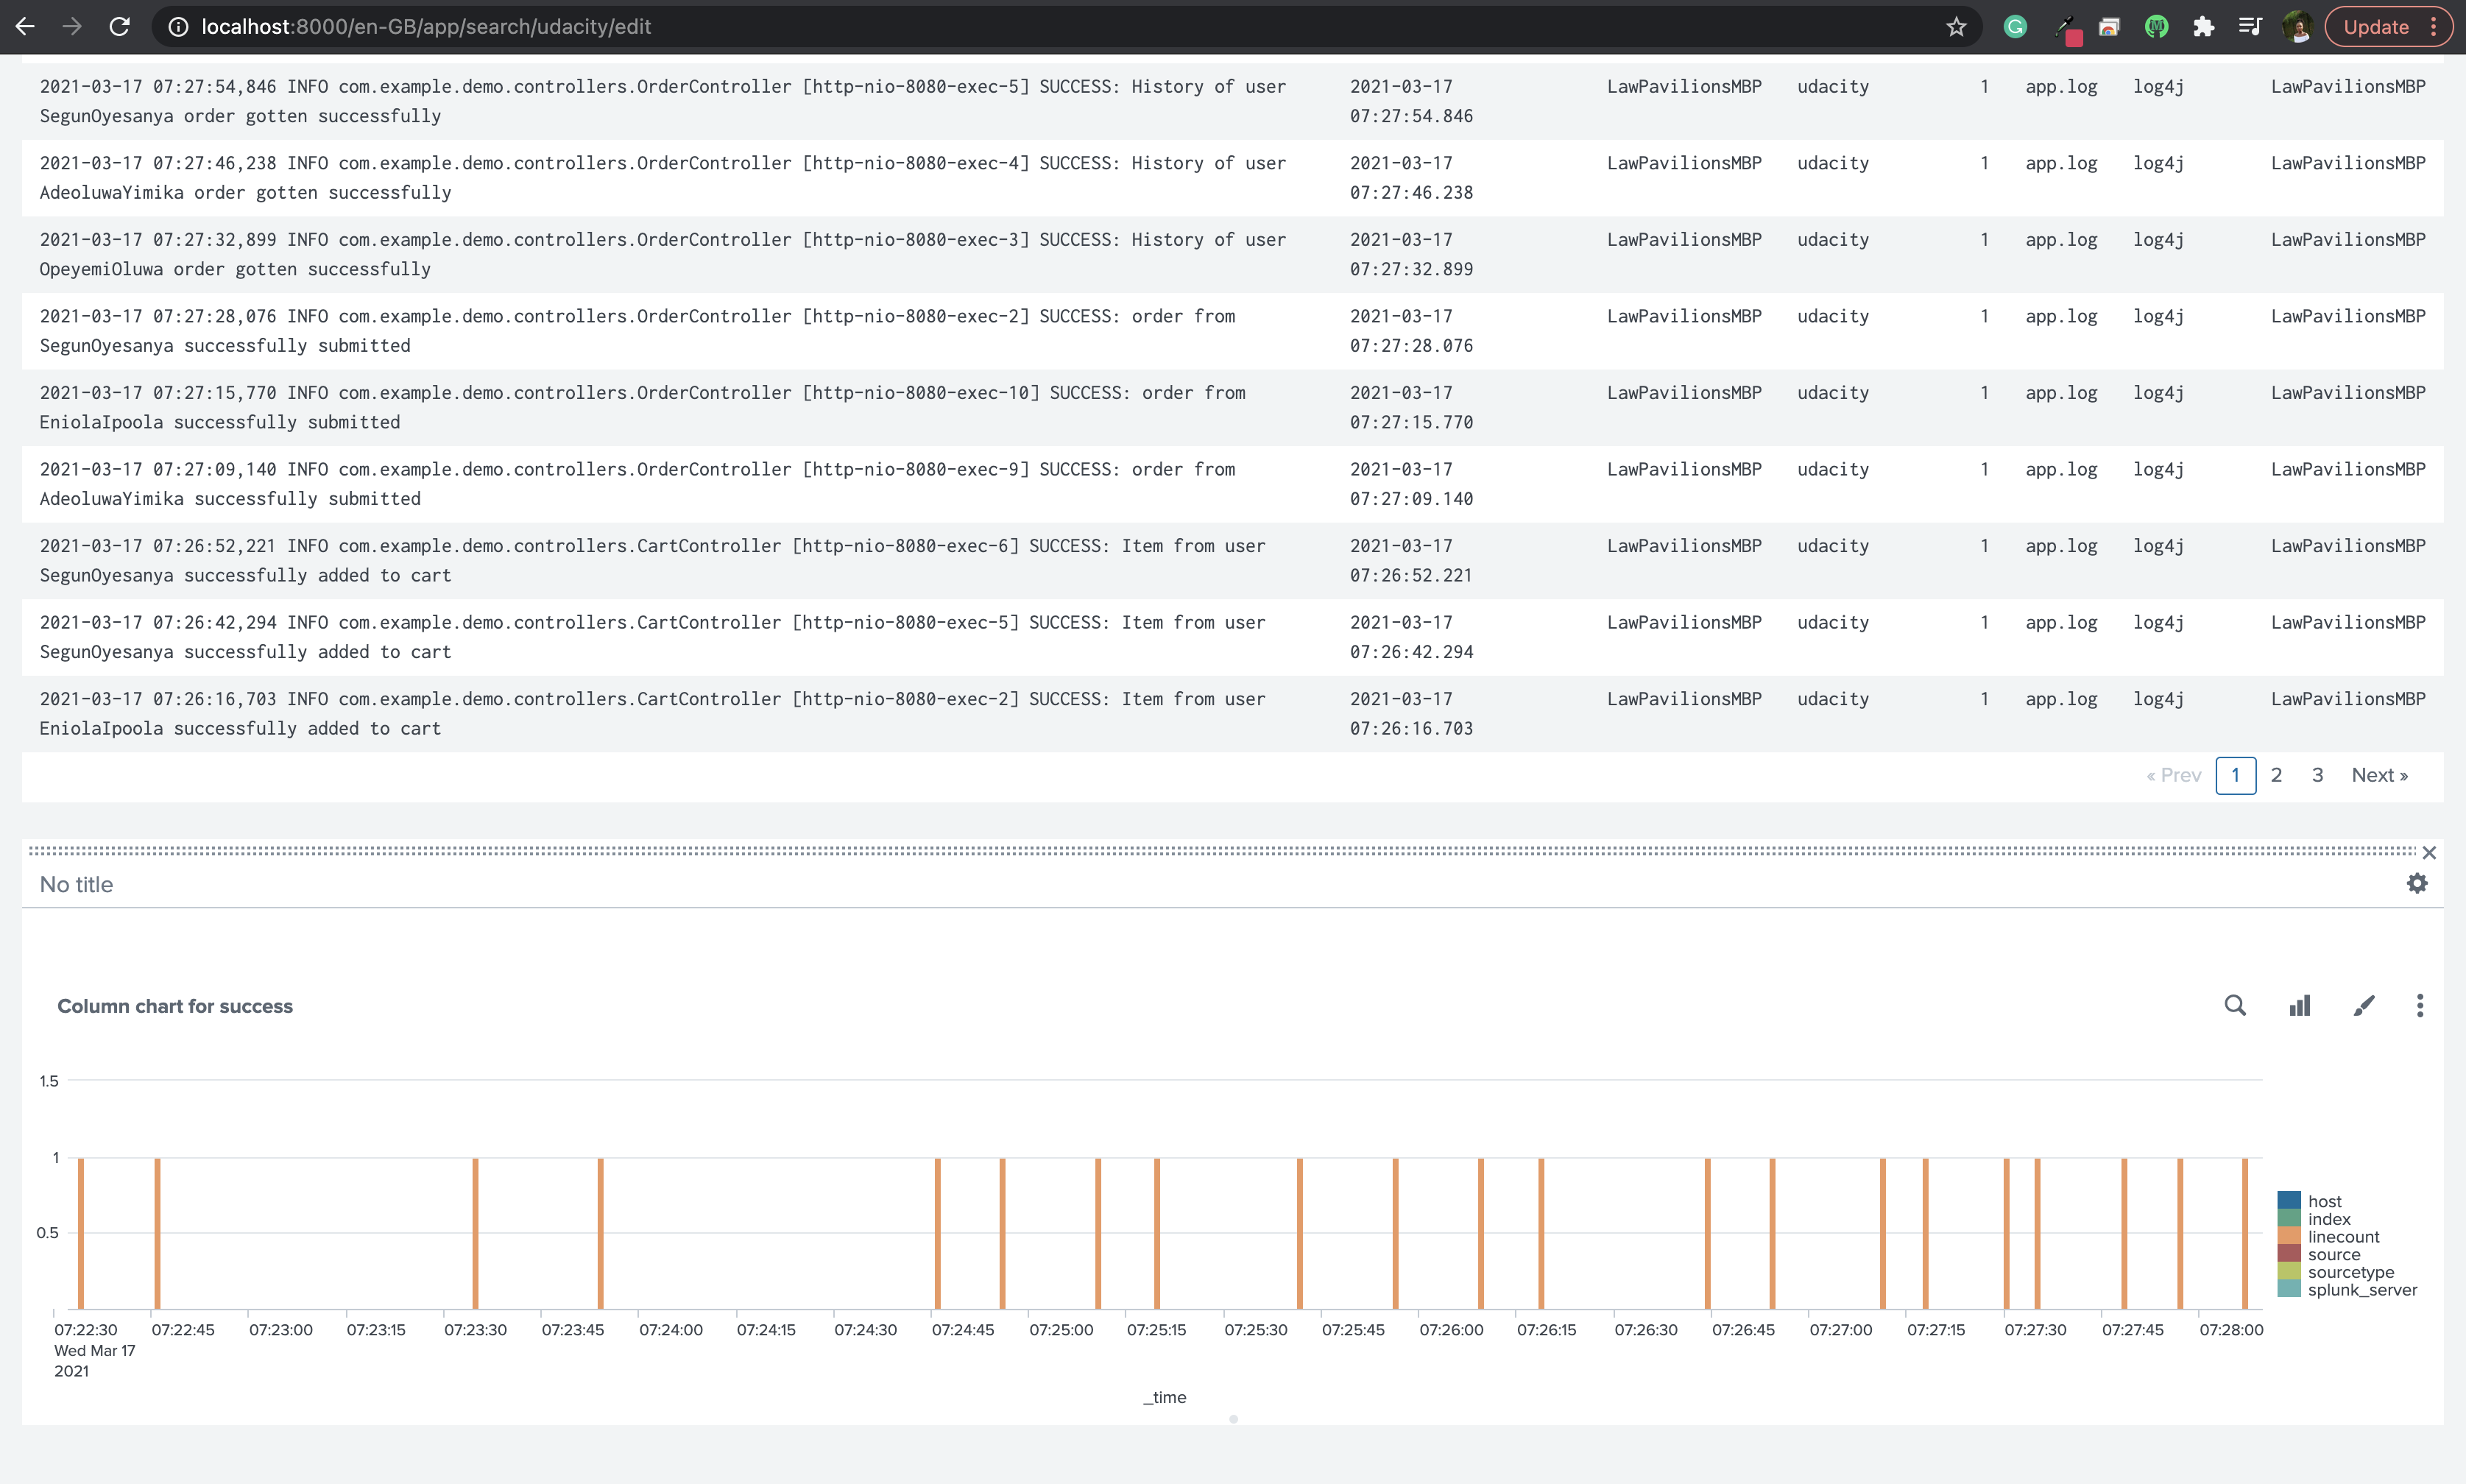 localhost:8000/en-GB/app/search/udacity/edit
Update
2021-03-17 07:27:54,846 INFO com.example.demo.controllers.OrderController [http-nio-8080-exec-5] SUCCESS: History of user 2021-03-17 LawPavilionsMBP udacity 1 app.log log4j LawPavilionsMBP
SegunOyesanya order gotten successfully 07:27:54.846
2021-03-17 07:27:46,238 INFO com.example.demo.controllers.OrderController [http-nio-8080-exec-4] SUCCESS: History of user 2021-03-17 LawPavilionsMBP udacity 1 app.log log4j LawPavilionsMBP
AdeoluwaYimika order gotten successfully 07:27:46.238
2021-03-17 07:27:32,899 INFO com.example.demo.controllers.OrderController [http-nio-8080-exec-3] SUCCESS: History of user 2021-03-17 LawPavilionsMBP udacity 1 app.log log4j LawPavilionsMBP
OpeyemiOluwa order gotten successfully 07:27:32.899
2021-03-17 07:27:28,076 INFO com.example.demo.controllers.OrderController [http-nio-8080-exec-2] SUCCESS: order from 2021-03-17 LawPavilionsMBP udacity 1 app.log log4j LawPavilionsMBP
SegunOyesanya successfully submitted 07:27:28.076
2021-03-17 07:27:15,770 INFO com.example.demo.controllers.OrderController [http-nio-8080-exec-10] SUCCESS: order from 2021-03-17 LawPavilionsMBP udacity 1 app.log log4j LawPavilionsMBP
EniolaIpoola successfully submitted 07:27:15.770
2021-03-17 07:27:09,140 INFO com.example.demo.controllers.OrderController [http-nio-8080-exec-9] SUCCESS: order from 2021-03-17 LawPavilionsMBP udacity 1 app.log log4j LawPavilionsMBP
AdeoluwaYimika successfully submitted 07:27:09.140
2021-03-17 07:26:52,221 INFO com.example.demo.controllers.CartController [http-nio-8080-exec-6] SUCCESS: Item from user 2021-03-17 LawPavilionsMBP udacity 1 app.log log4j LawPavilionsMBP
SegunOyesanya successfully added to cart 07:26:52.221
2021-03-17 07:26:42,294 INFO com.example.demo.controllers.CartController [http-nio-8080-exec-5] SUCCESS: Item from user 2021-03-17 LawPavilionsMBP udacity 1 app.log log4j LawPavilionsMBP
SegunOyesanya successfully added to cart 07:26:42.294
2021-03-17 07:26:16,703 INFO com.example.demo.controllers.CartController [http-nio-8080-exec-2] SUCCESS: Item from user 2021-03-17 LawPavilionsMBP udacity 1 app.log log4j LawPavilionsMBP
EniolaIpoola successfully added to cart 07:26:16.703
« Prev 1 2 3 Next »
No title
Column chart for success
1.5
1
0.5
host
index
linecount
source
sourcetype
splunk_server
07:22:30 07:22:45 07:23:00 07:23:15 07:23:30 07:23:45 07:24:00 07:24:15 07:24:30 07:24:45 07:25:00 07:25:15 07:25:30 07:25:45 07:26:00 07:26:15 07:26:30 07:26:45 07:27:00 07:27:15 07:27:30 07:27:45 07:28:00
Wed Mar 17
2021
_time